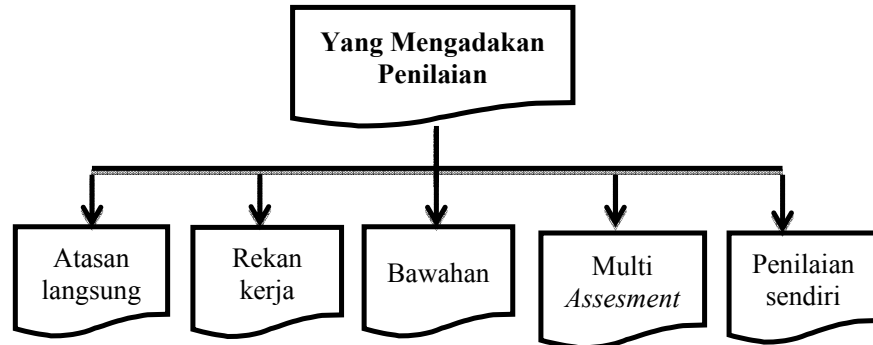 Yang Mengadakan
Penilaian
Atasan
langsung
Rekan
kerja
Bawahan
Multi
Assesment
Penilaian
sendiri